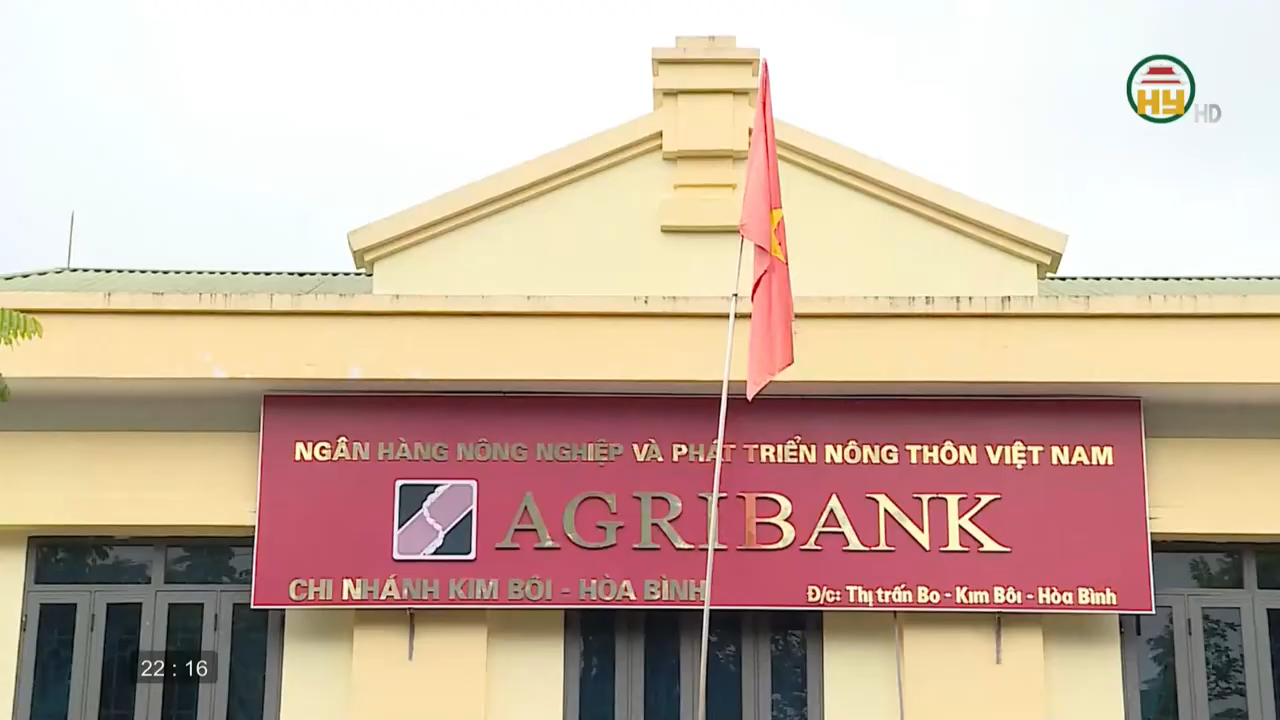 HY HD
NGÂN HÀNG NÔNG NGHIỆP VÀ PHÁT TRIỂN NÔNG THÔN VIỆT NAM
AGRIBANK
CHI NHÁNH KIM BÔI - HÒA BÌNH
Đ/c: Thị trấn Bo - Kim Bôi - Hòa Bình
22 : 16